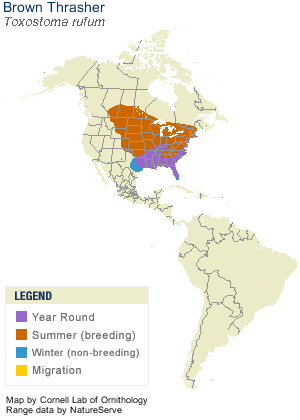 Brown Thrasher
Toxostoma rufum
LEGEND
Year Round
Summer (breeding)
Winter (non-breeding)
Migration
Map by Cornell Lab of Ornithology
Range data by NatureServe